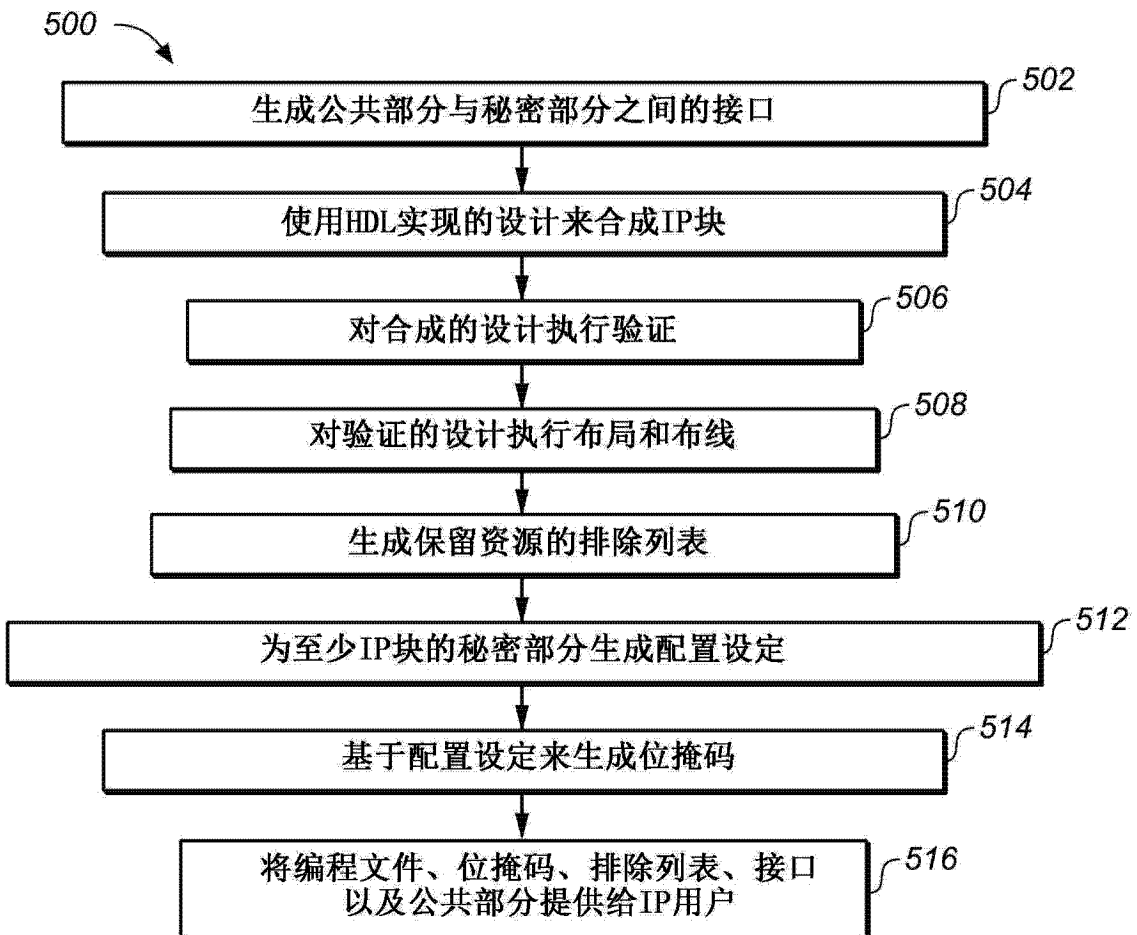 500
502
生成公共部分与秘密部分之间的接口
504
使用HDL实现的设计来合成IP块
506
对合成的设计执行验证
508
对验证的设计执行布局和布线
510
生成保留资源的排除列表
512
为至少IP块的秘密部分生成配置设定
514
基于配置设定来生成位掩码
516
将编程文件、位掩码、排除列表、接口
以及公共部分提供给IP用户